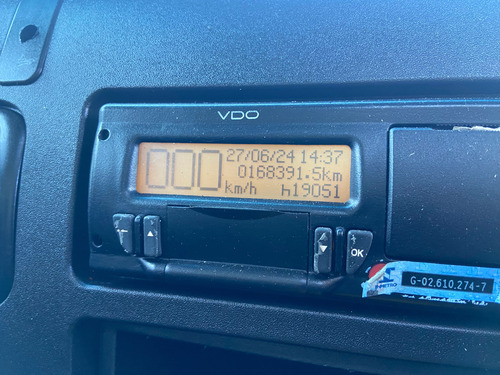 VDO
000 27/06/24 14:37
0168391.5km
km/h h19051
OK
G-02.610.274-7